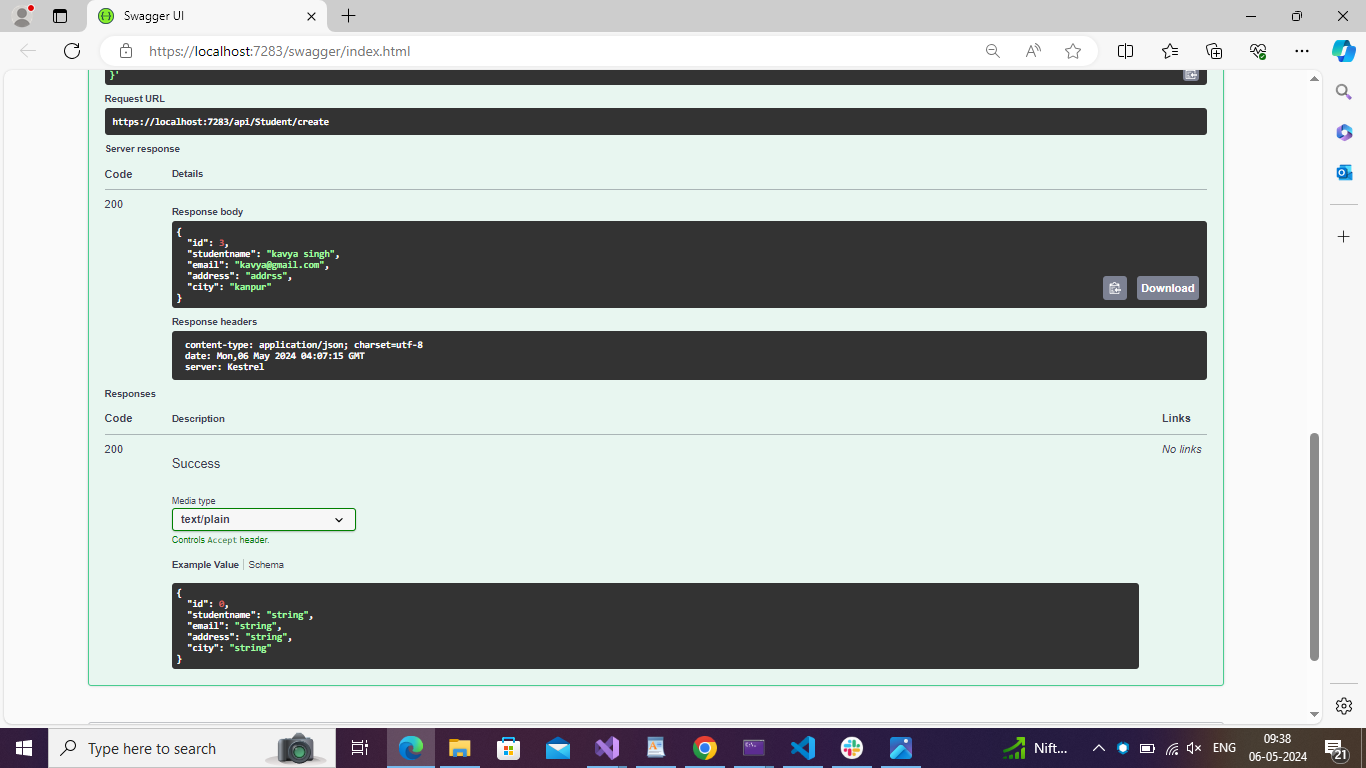 Swagger UI
https://localhost:7283/swagger/index.html
}'
Request URL
https://localhost:7283/api/Student/create
Server response
Code Details
200
Response body
{
"id": 3,
"studentname": "kavya singh",
"email": "kavya@gmail.com",
"address": "addrss",
"city": "kanpur"
}
Download
Response headers
content-type: application/json; charset=utf-8
date: Mon,06 May 2024 04:07:15 GMT
server: Kestrel
Responses
Code Description Links
200 No links
Success
Media type
text/plain
Controls Accept header.
Example Value Schema
{
"id": 0,
"studentname": "string",
"email": "string",
"address": "string",
"city": "string"
}
Type here to search
Nift...
ENG
09:38
06-05-2024
21